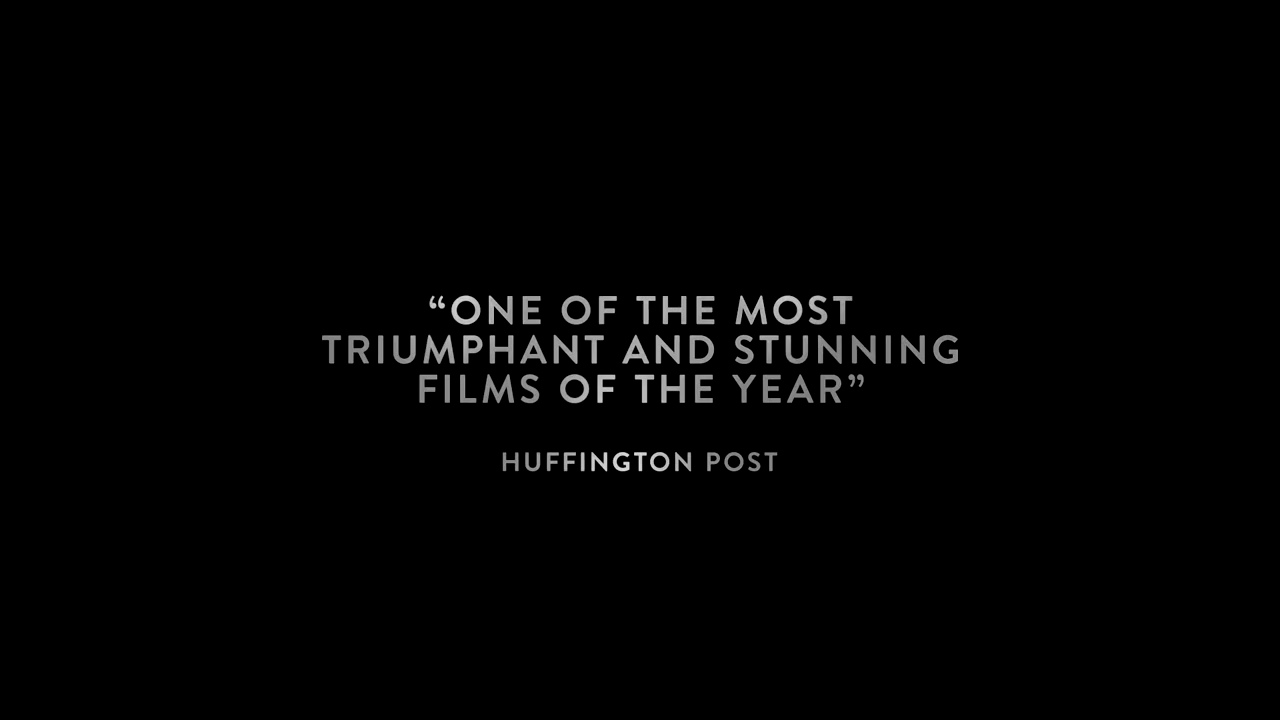 “ONE OF THE MOST
TRIUMPHANT AND STUNNING
FILMS OF THE YEAR”
HUFFINGTON POST